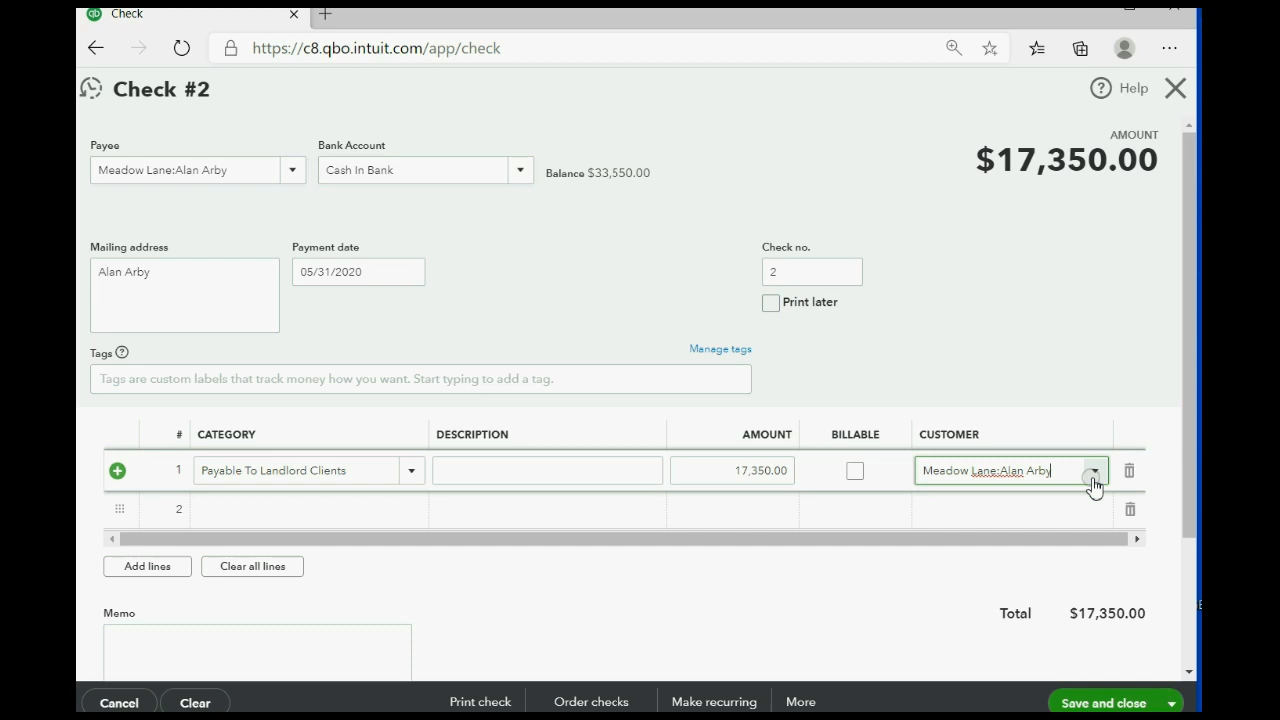 qb Check
https://c8.qbo.intuit.com/app/check
Check #2
Help
AMOUNT
$17,350.00
Payee
Bank Account
Meadow Lane:Alan Arby
Cash In Bank
Balance $33,550.00
Mailing address
Payment date
Check no.
Alan Arby
05/31/2020
2
Print later
Tags
Manage tags
Tags are custom labels that track money how you want. Start typing to add a tag.
# CATEGORY DESCRIPTION AMOUNT BILLABLE CUSTOMER
1 Payable To Landlord Clients 17,350.00 Meadow Lane:Alan Arby
2
Add lines Clear all lines
Memo
Total $17,350.00
Cancel Clear Print check Order checks Make recurring More Save and close